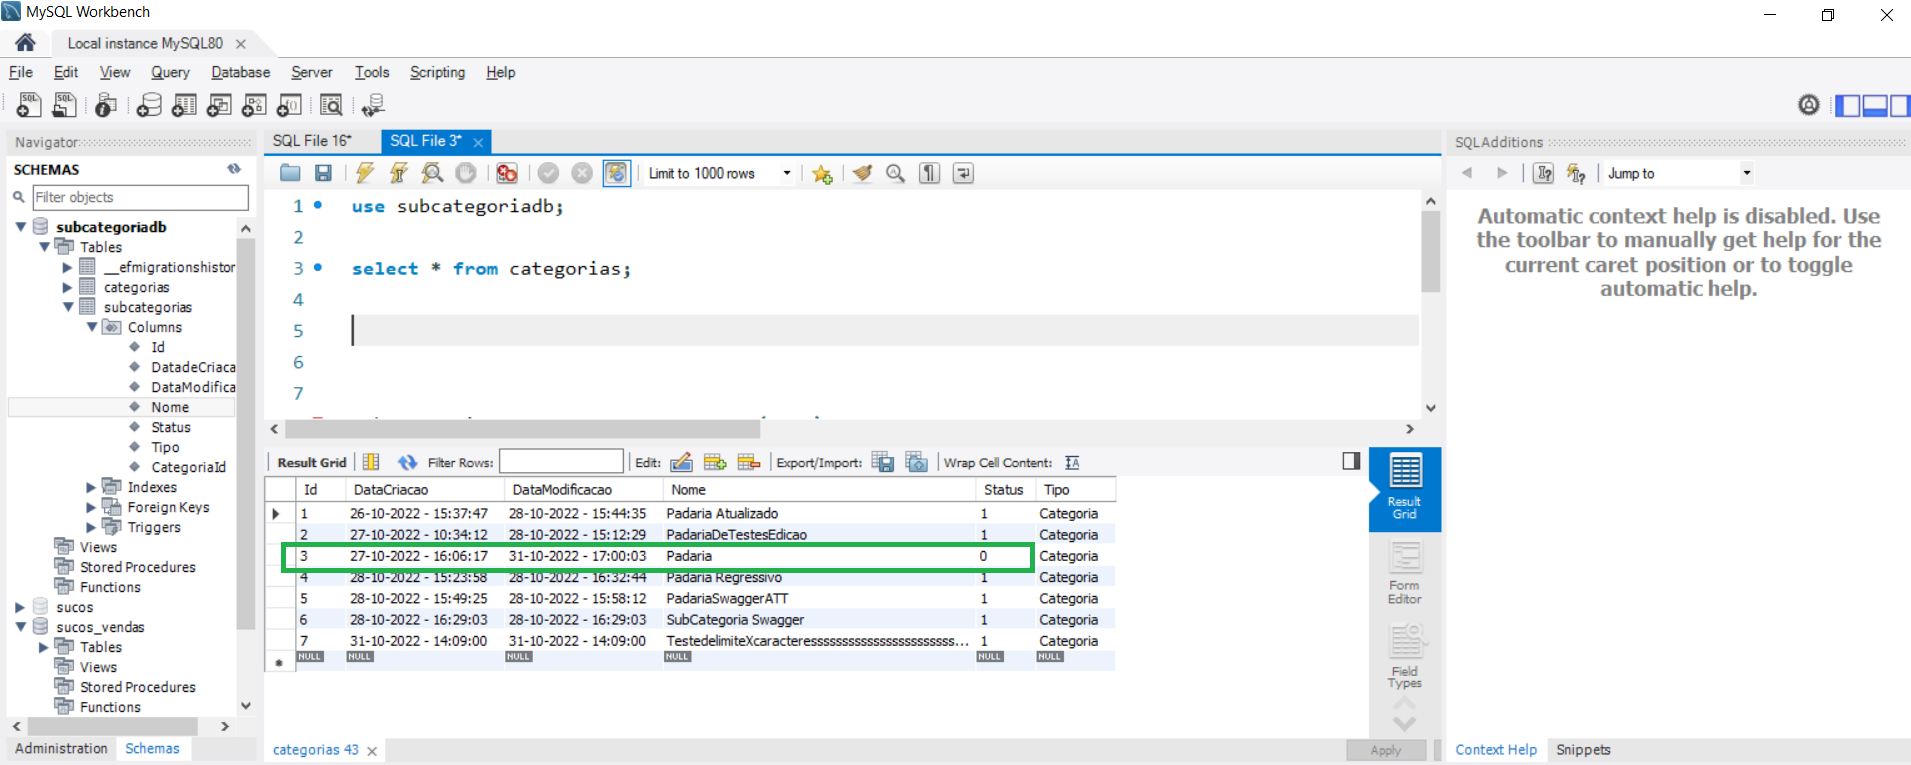 MySQL Workbench
Local instance MySQL80
File Edit View Query Database Server Tools Scripting Help
Navigator
SCHEMAS
Filter objects
subcategoriadb
Tables
__efmigrationshistor
categorias
subcategorias
Columns
Id
DatadeCriaca
DataModifica
Nome
Status
Tipo
CategoriaId
Indexes
Foreign Keys
Triggers
Views
Stored Procedures
Functions
sucos
sucos_vendas
Tables
Views
Stored Procedures
Functions
Administration Schemas
SQL File 16* SQL File 3*
Limit to 1000 rows
1 use subcategoriadb;
2
3 select * from categorias;
4
5
6
7
Result Grid Filter Rows: Edit: Export/Import: Wrap Cell Content:
Id DataCriacao DataModificacao Nome Status Tipo
1 26-10-2022 - 15:37:47 28-10-2022 - 15:44:35 Padaria Atualizado 1 Categoria
2 27-10-2022 - 10:34:12 28-10-2022 - 15:12:29 PadariaDeTestesEdicao 1 Categoria
3 27-10-2022 - 16:06:17 31-10-2022 - 17:00:03 Padaria 0 Categoria
4 28-10-2022 - 15:23:58 28-10-2022 - 16:32:44 Padaria Regressivo 1 Categoria
5 28-10-2022 - 15:49:25 28-10-2022 - 15:58:12 PadariaSwaggerATT 1 Categoria
6 28-10-2022 - 16:29:03 28-10-2022 - 16:29:03 SubCategoria Swagger 1 Categoria
7 31-10-2022 - 14:09:00 31-10-2022 - 14:09:00 TestedelimiteXcaracteresssssssssssssssssssssssss... 1 Categoria
NULL NULL NULL NULL NULL NULL
Result
Grid
Form
Editor
Field
Types
categorias 43
Apply
SQLAdditions
Jump to
Automatic context help is disabled. Use
the toolbar to manually get help for the
current caret position or to toggle
automatic help.
Context Help Snippets